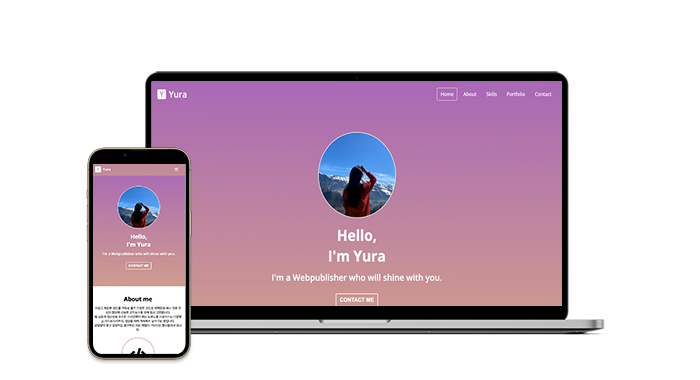 Y Yura
Home About Skills Portfolio Contact
Hello,
I'm Yura
I'm a Webpublisher who will shine with you.
CONTACT ME
Y Yura
Hello,
I'm Yura
I'm a Webpublisher who will shine with you.
CONTACT ME
About me